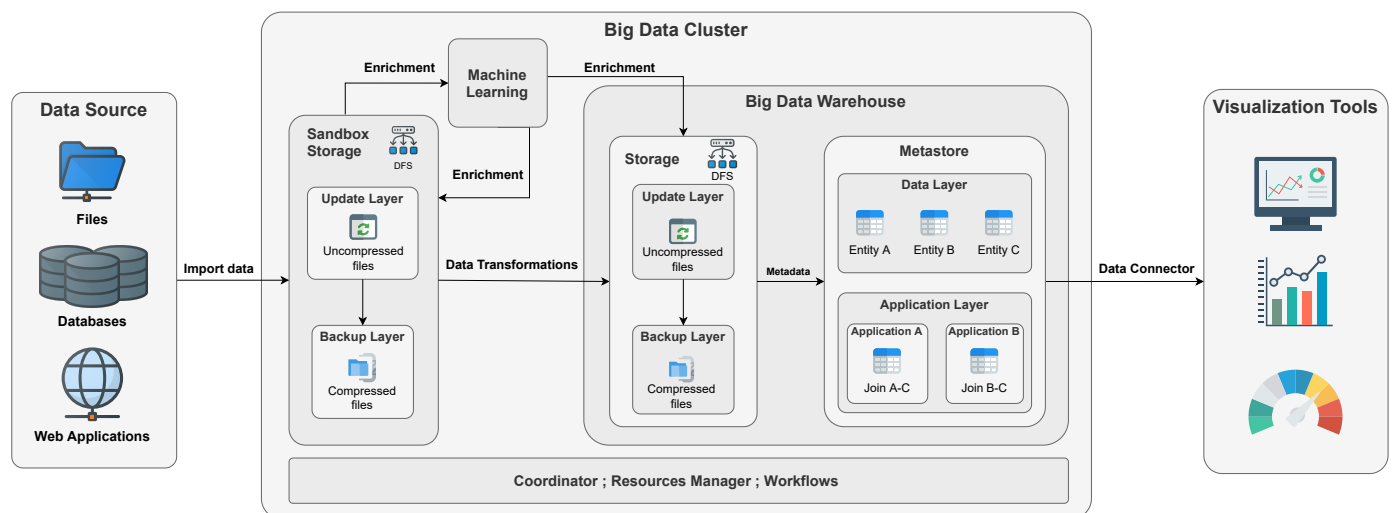 Big Data Cluster
Data Source
Files
Databases
Web Applications
Import data
Enrichment
Machine
Learning
Enrichment
Enrichment
Sandbox
Storage
DFS
Update Layer
Uncompressed
files
Backup Layer
Compressed
files
Data Transformations
Big Data Warehouse
Storage
DFS
Update Layer
Uncompressed
files
Backup Layer
Compressed
files
Metadata
Metastore
Data Layer
Entity A
Entity B
Entity C
Application Layer
Application A
Join A-C
Application B
Join B-C
Coordinator ; Resources Manager ; Workflows
Data Connector
Visualization Tools